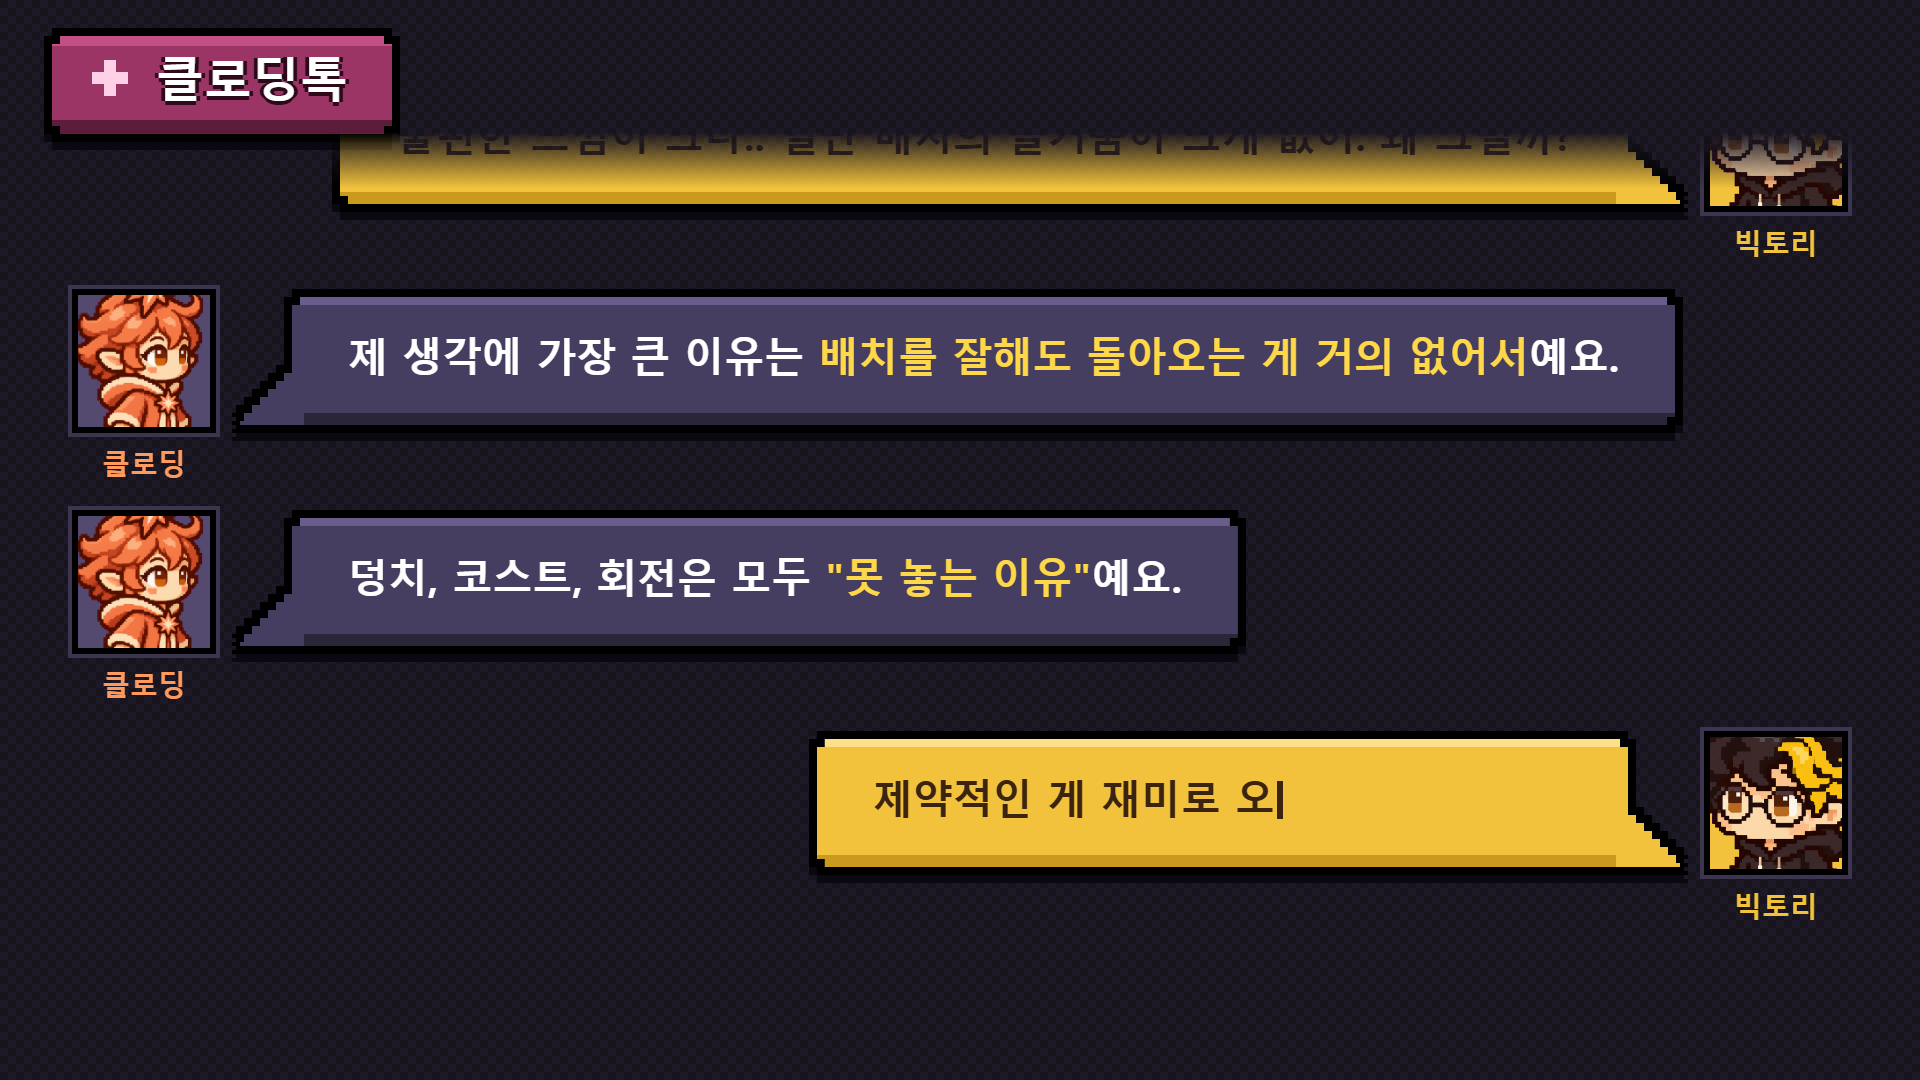 클로딩톡
빅토리
제 생각에 가장 큰 이유는 배치를 잘해도 돌아오는 게 거의 없어서예요.
클로딩
덩치, 코스트, 회전은 모두 "못 놓는 이유"예요.
클로딩
제약적인 게 재미로 오
빅토리